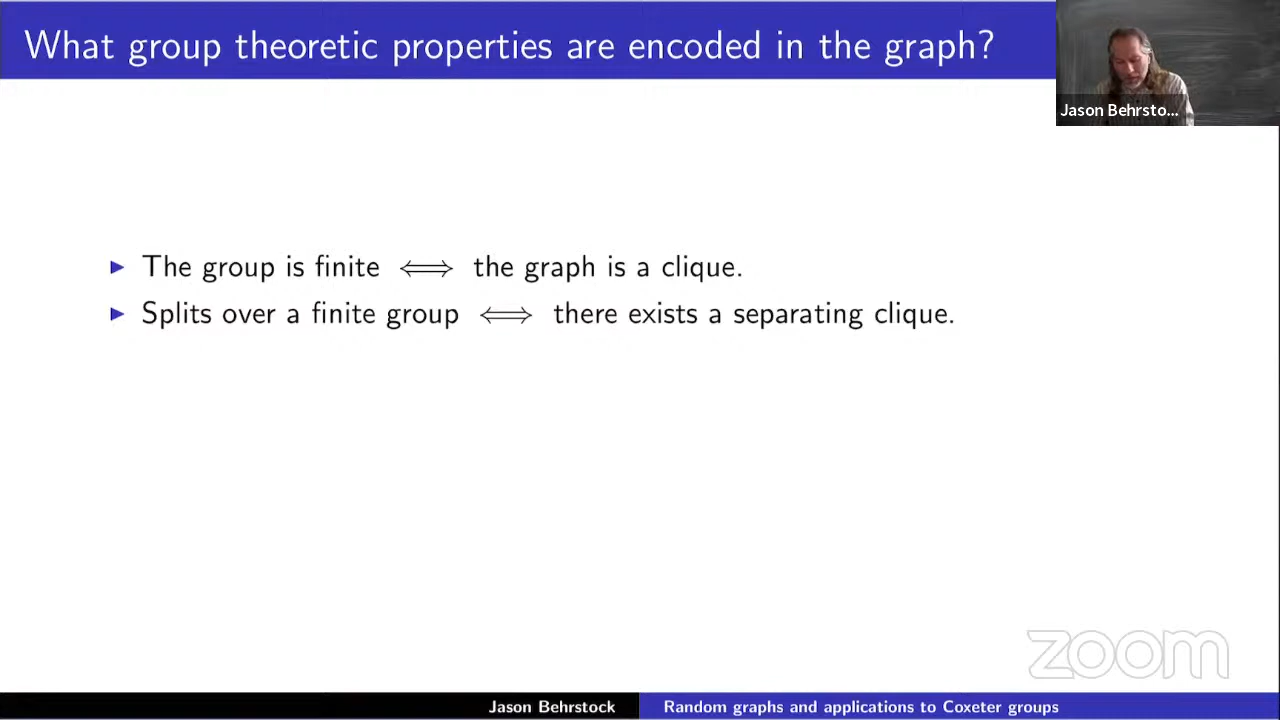 What group theoretic properties are encoded in the graph?
Jason Behrsto...
▶ The group is finite ⟺ the graph is a clique.
▶ Splits over a finite group ⟺ there exists a separating clique.
zoom
Jason Behrstock
Random graphs and applications to Coxeter groups